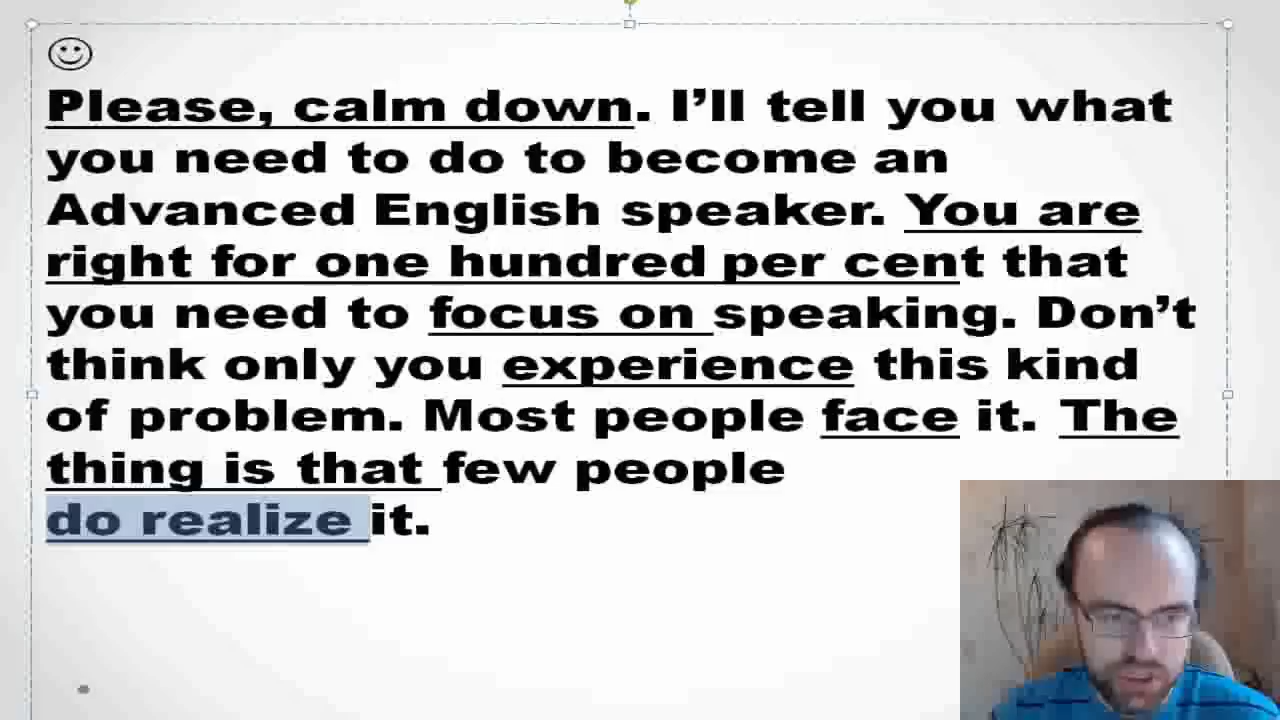 Please, calm down. I’ll tell you what
you need to do to become an
Advanced English speaker. You are
right for one hundred per cent that
you need to focus on speaking. Don’t
think only you experience this kind
of problem. Most people face it. The
thing is that few people
do realize it.